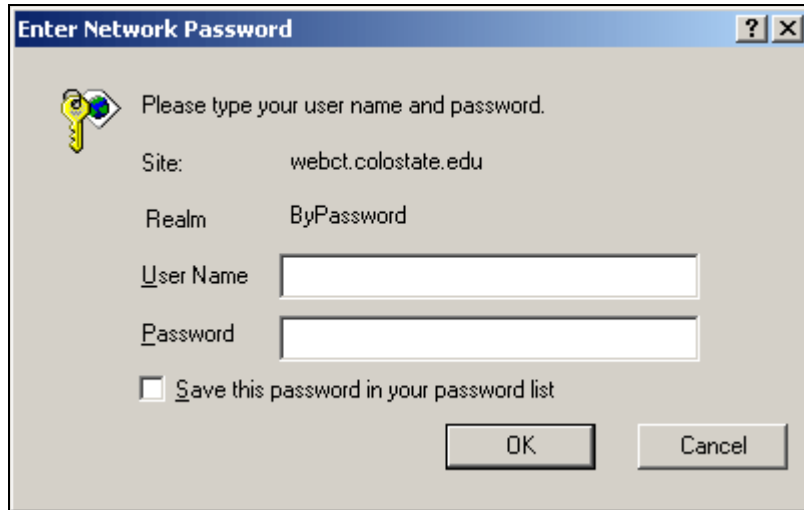 Enter Network Password
Please type your user name and password.
Site: webct.colostate.edu
Realm ByPassword
User Name
Password
Save this password in your password list
OK Cancel